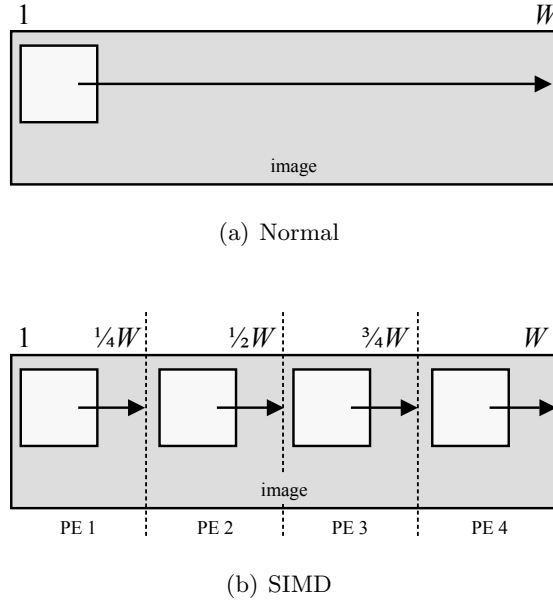 1 W
image
(a) Normal
1 ¼W ½W ¾W W
image
PE 1 PE 2 PE 3 PE 4
(b) SIMD